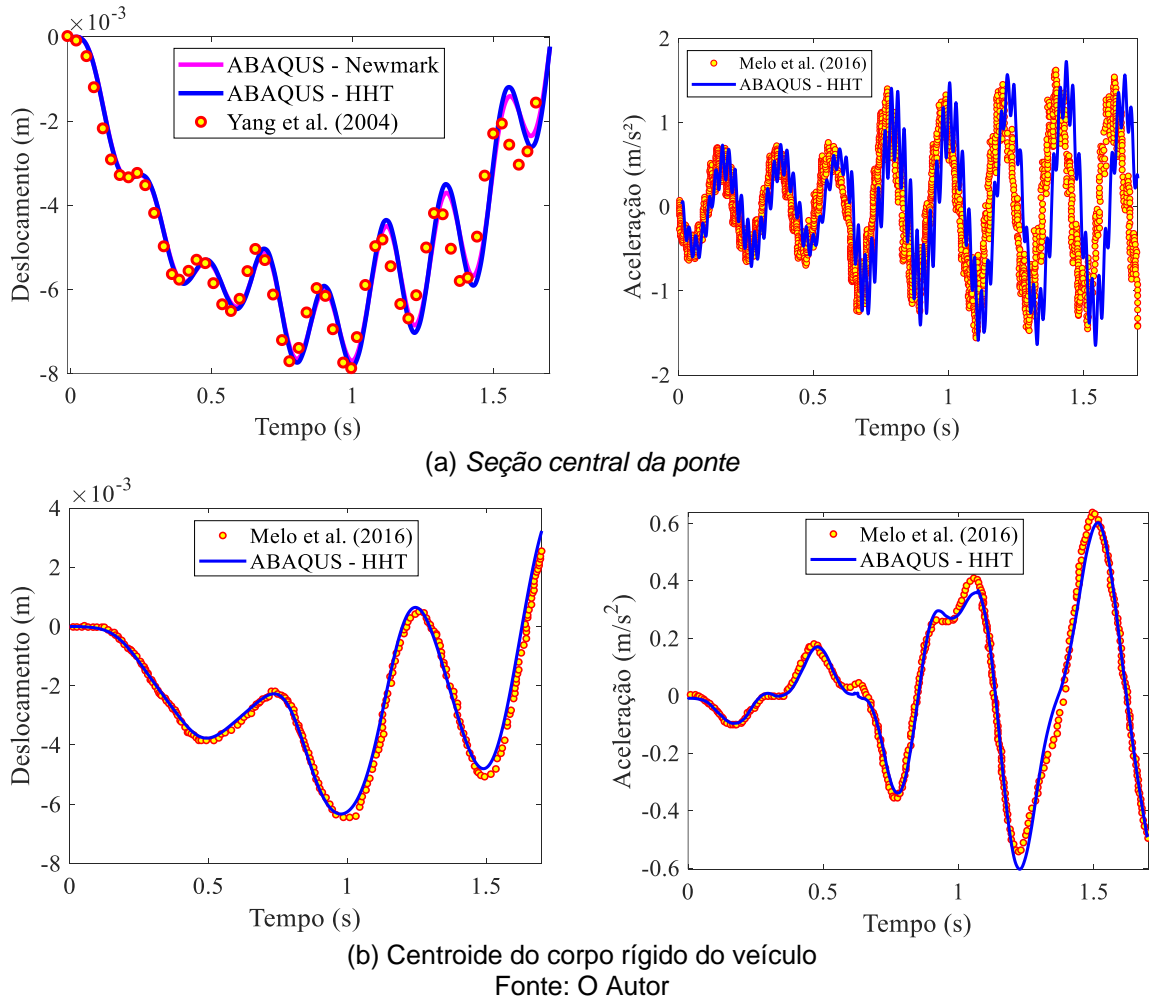 ×10⁻³
0
-2
-4
-6
-8
Deslocamento (m)
ABAQUS - Newmark
ABAQUS - HHT
Yang et al. (2004)
0 0.5 1 1.5
Tempo (s)
2
1
0
-1
-2
Aceleração (m/s²)
Melo et al. (2016)
ABAQUS - HHT
0 0.5 1 1.5
Tempo (s)
(a) Seção central da ponte
×10⁻³
4
2
0
-2
-4
-6
-8
Deslocamento (m)
Melo et al. (2016)
ABAQUS - HHT
0 0.5 1 1.5
Tempo (s)
0.6
0.4
0.2
0
-0.2
-0.4
-0.6
Aceleração (m/s²)
Melo et al. (2016)
ABAQUS - HHT
0 0.5 1 1.5
Tempo (s)
(b) Centroide do corpo rígido do veículo
Fonte: O Autor